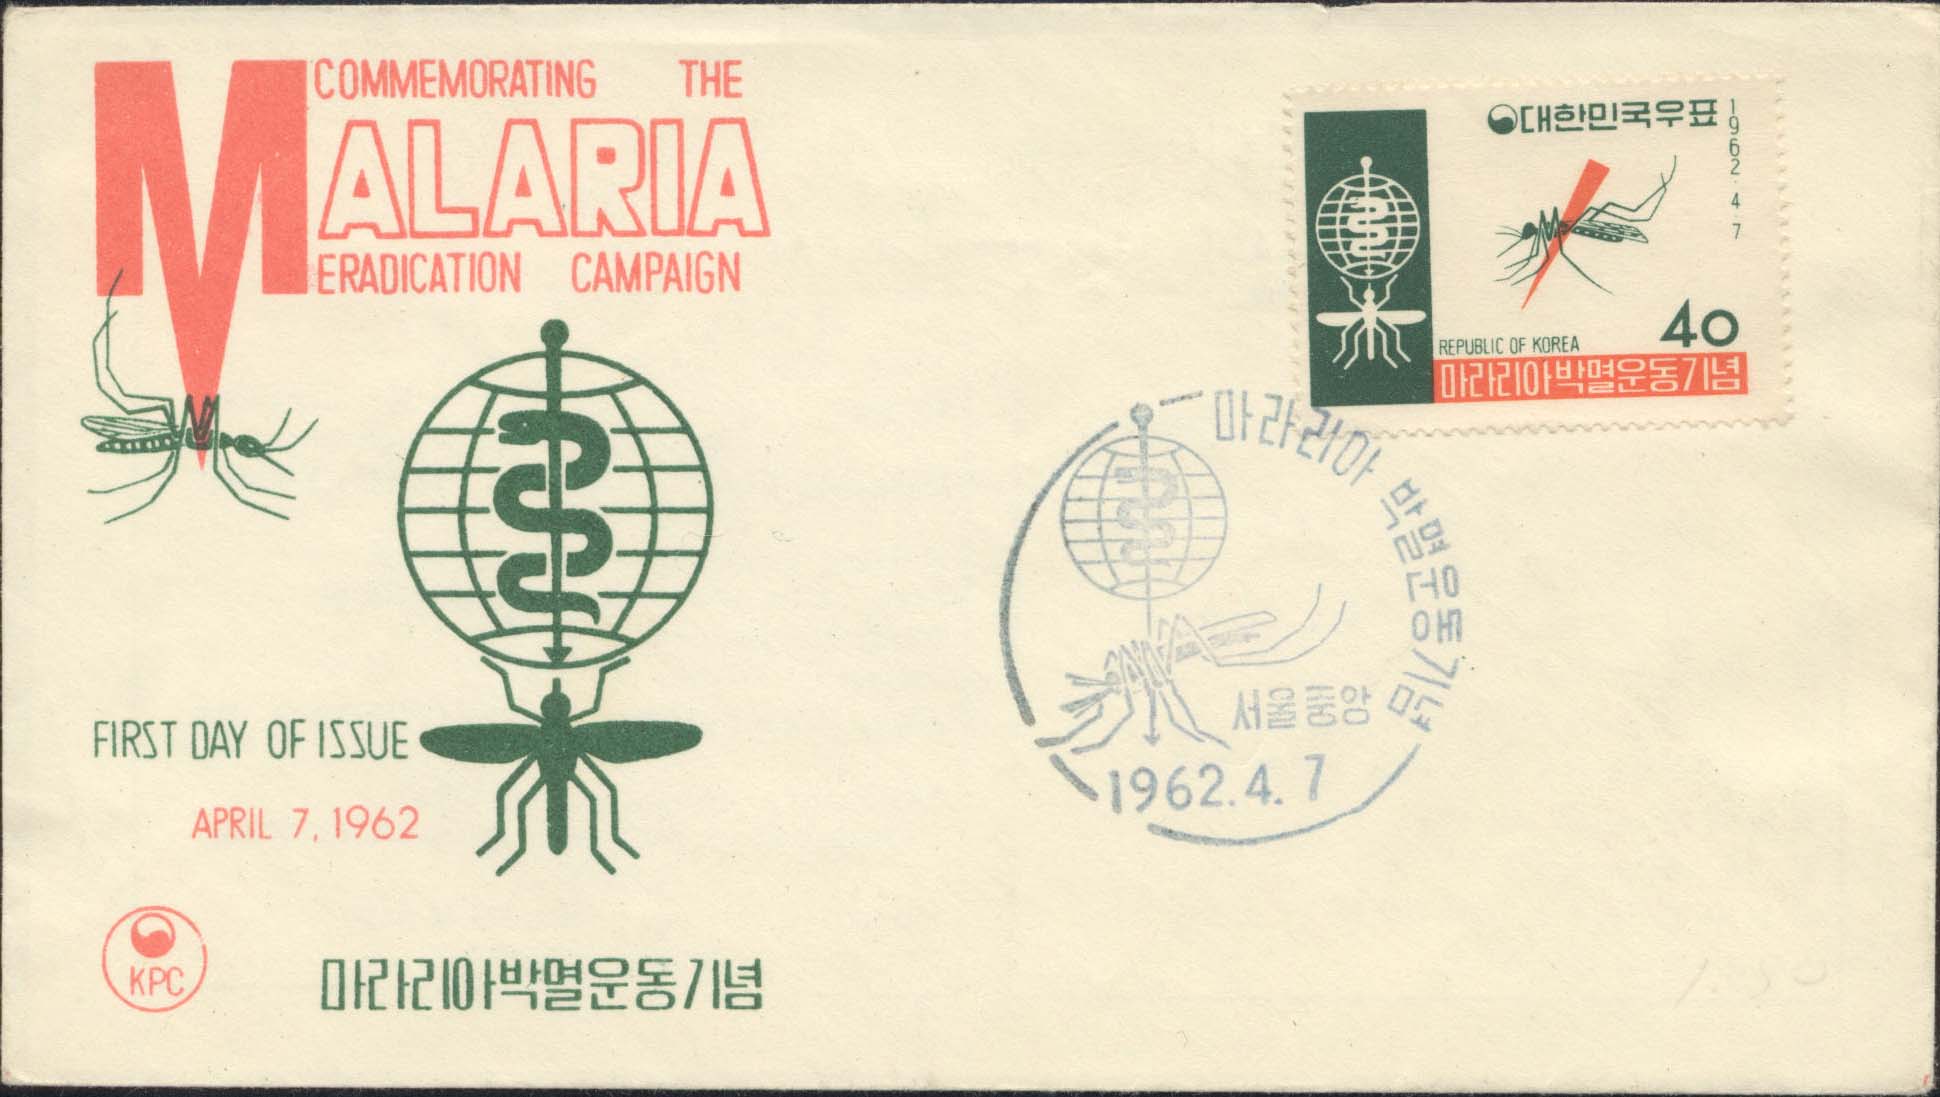 COMMEMORATING THE
MALARIA
ERADICATION CAMPAIGN
FIRST DAY OF ISSUE
APRIL 7, 1962
KPC
마라리아박멸운동기념
대한민국우표
1962.4.7
40
REPUBLIC OF KOREA
마라리아박멸운동기념
마라리아 박멸운동기념
서울중앙
1962.4.7
1.50